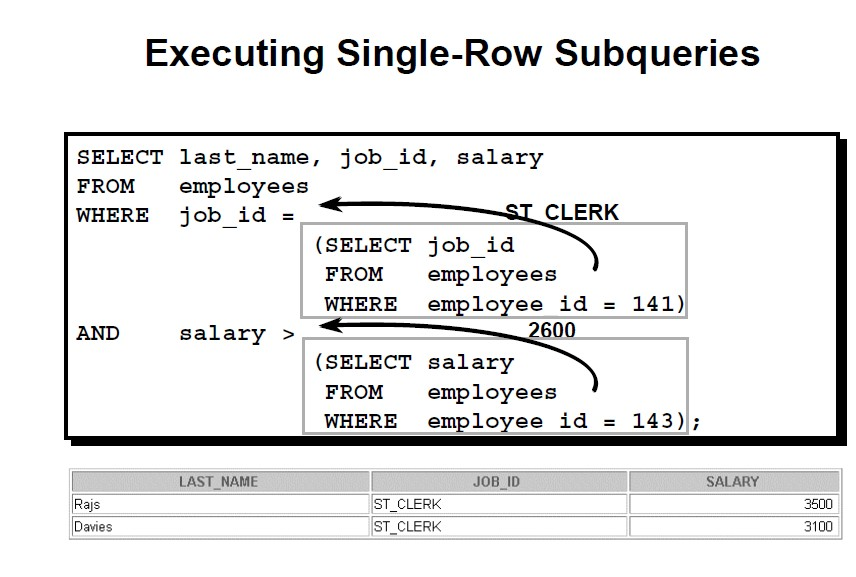 Executing Single-Row Subqueries
SELECT last_name, job_id, salary
FROM employees
WHERE job_id =
ST_CLERK
(SELECT job_id
FROM employees
WHERE employee_id = 141)
AND salary >
2600
(SELECT salary
FROM employees
WHERE employee_id = 143);
LAST_NAME JOB_ID SALARY
Rajs ST_CLERK 3500
Davies ST_CLERK 3100